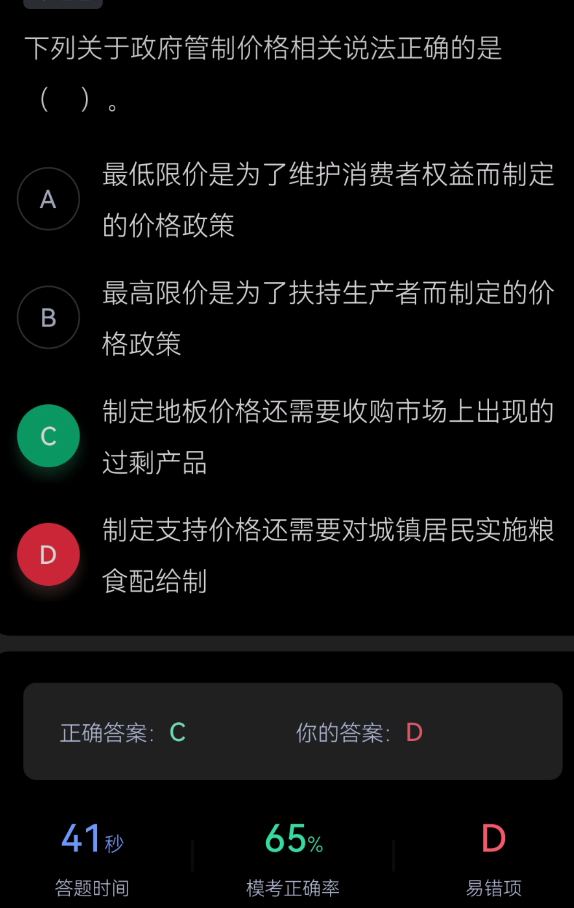 下列关于政府管制价格相关说法正确的是
（ ）。
A
最低限价是为了维护消费者权益而制定
的价格政策
B
最高限价是为了扶持生产者而制定的价
格政策
C
制定地板价格还需要收购市场上出现的
过剩产品
D
制定支持价格还需要对城镇居民实施粮
食配给制
正确答案：C 你的答案：D
41秒 65% D
答题时间 模考正确率 易错项